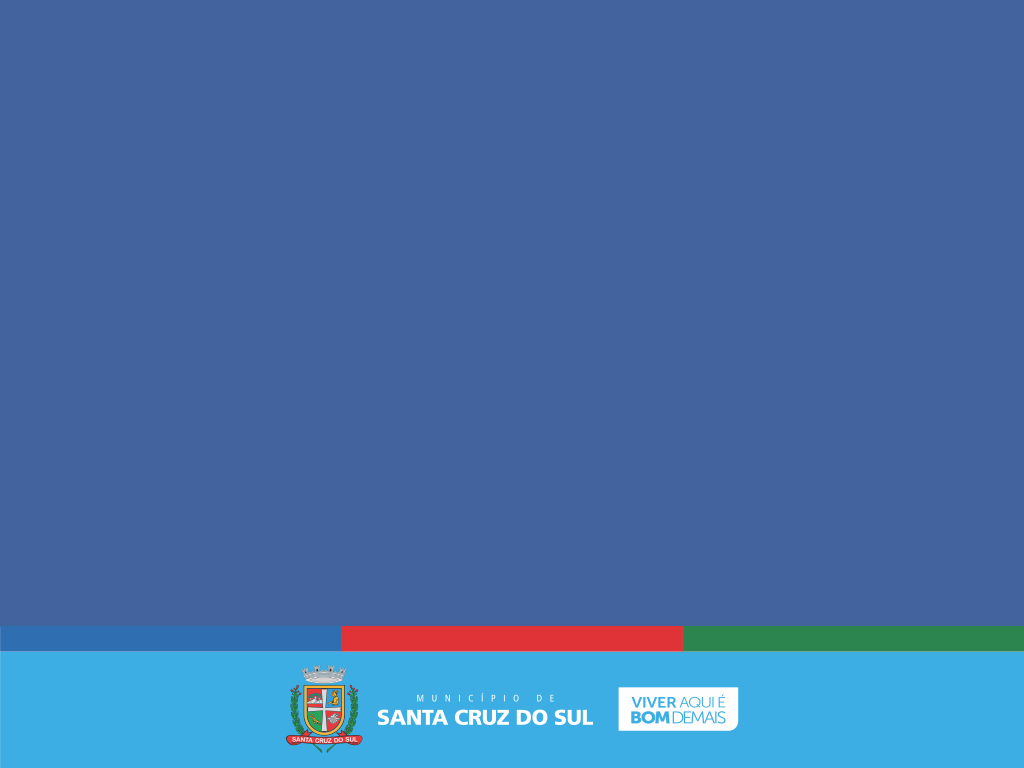 MUNICÍPIO DE
SANTA CRUZ DO SUL
SANTA CRUZ DO SUL
VIVER AQUI É
BOM DEMAIS